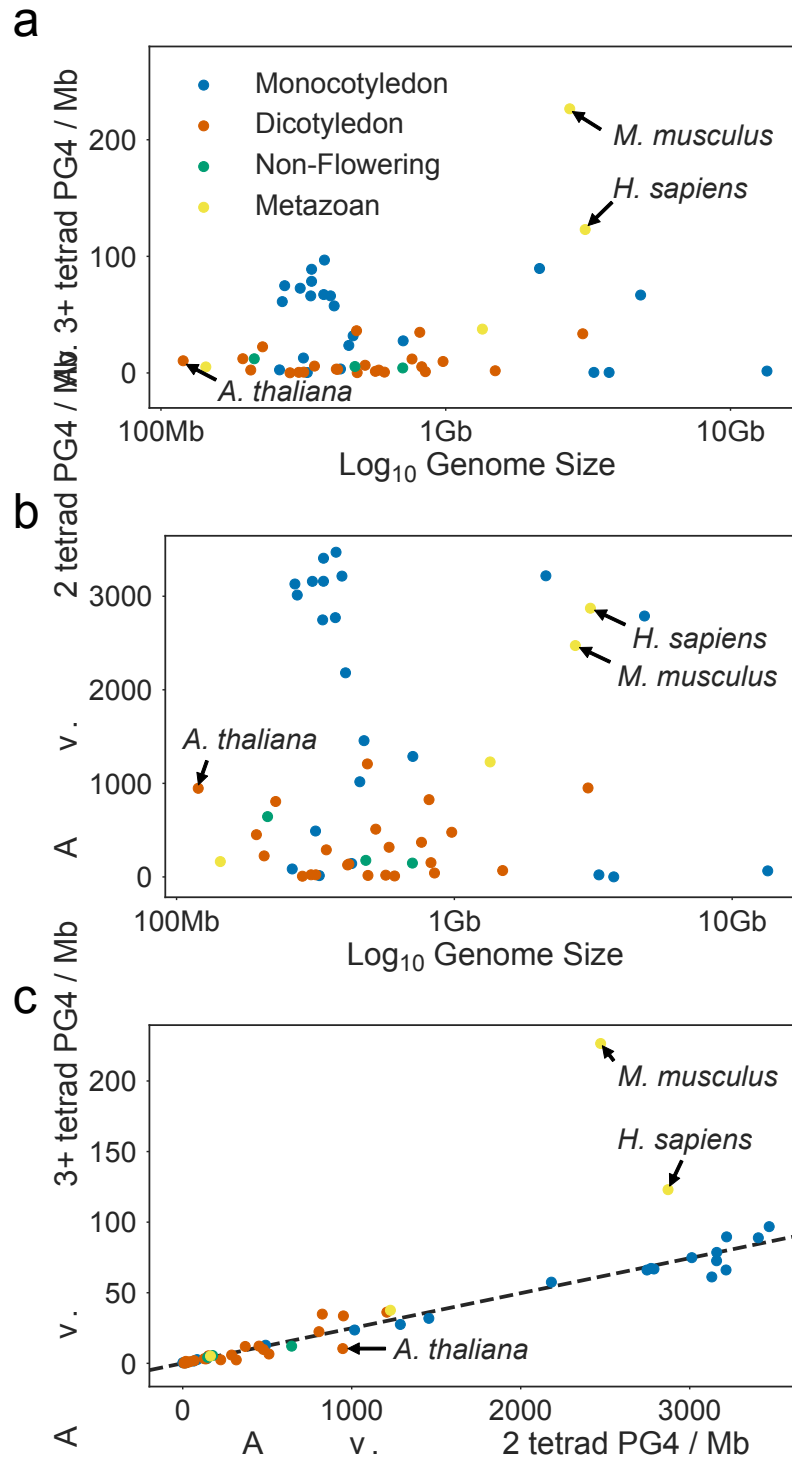 a
Av. 3+ tetrad PG4 / Mb
200
100
0
Monocotyledon
Dicotyledon
Non-Flowering
Metazoan
M. musculus
H. sapiens
A. thaliana
100Mb 1Gb 10Gb
Log10 Genome Size
b
A v. 2 tetrad PG4 / Mb
3000
2000
1000
0
H. sapiens
M. musculus
A. thaliana
100Mb 1Gb 10Gb
Log10 Genome Size
c
A v. 3+ tetrad PG4 / Mb
200
150
100
50
0
M. musculus
H. sapiens
A. thaliana
0 1000 2000 3000
A v. 2 tetrad PG4 / Mb